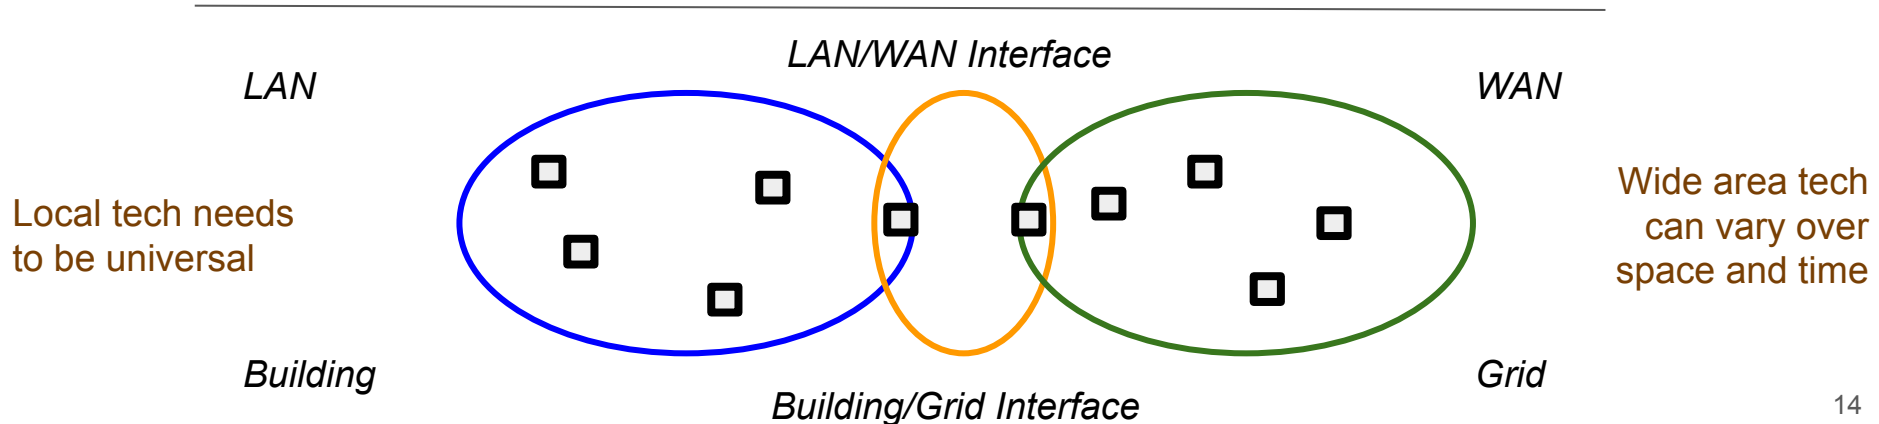 LAN/WAN Interface
LAN
WAN
Local tech needs
to be universal
Wide area tech
can vary over
space and time
Building
Grid
Building/Grid Interface
14